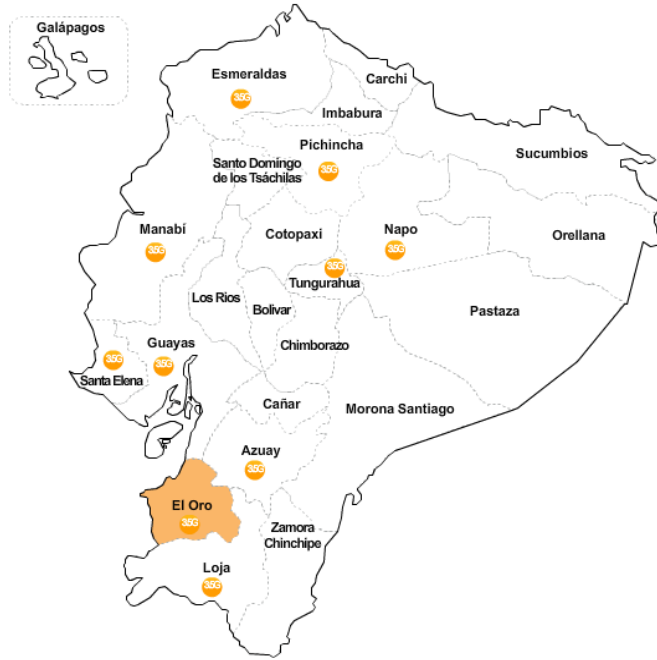 Galápagos
Esmeraldas
3.5G
Carchi
Imbabura
Pichincha
3.5G
Santo Domíngo
de los Tsáchilas
Sucumbios
Manabí
3.5G
Cotopaxi
Napo
3.5G
Orellana
3.5G
Tungurahua
Los Rios
Bolivar
Pastaza
Guayas
3.5G
Chimborazo
3.5G
Santa Elena
Cañar
Morona Santiago
Azuay
3.5G
El Oro
3.5G
Zamora
Chinchipe
Loja
3.5G